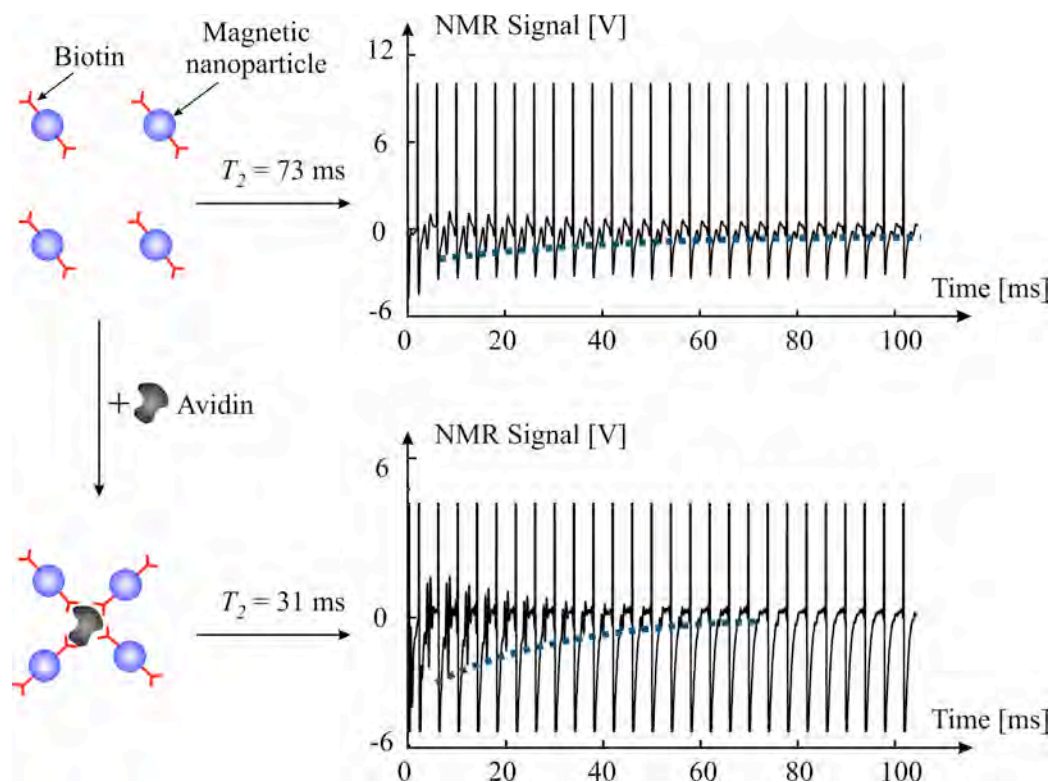 NMR Signal [V]
Magnetic
nanoparticle
Biotin
12
6
T₂ = 73 ms
0
-6
Time [ms]
0 20 40 60 80 100
+ Avidin
NMR Signal [V]
6
T₂ = 31 ms
0
-6
Time [ms]
0 20 40 60 80 100